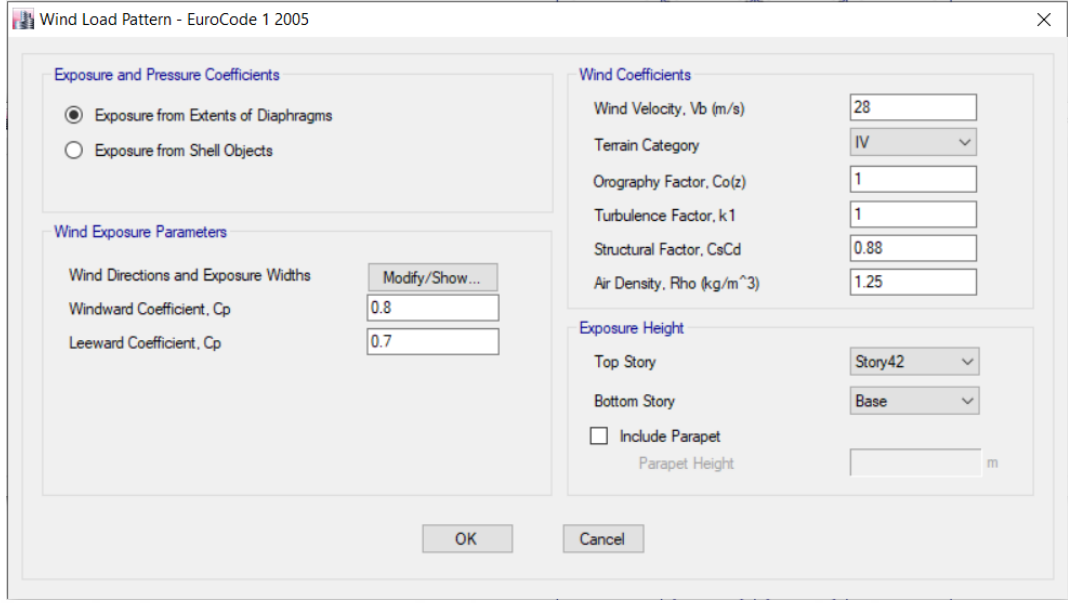 Wind Load Pattern - EuroCode 1 2005
Exposure and Pressure Coefficients
Exposure from Extents of Diaphragms
Exposure from Shell Objects
Wind Exposure Parameters
Wind Directions and Exposure Widths Modify/Show...
Windward Coefficient, Cp 0.8
Leeward Coefficient, Cp 0.7
Wind Coefficients
Wind Velocity, Vb (m/s) 28
Terrain Category IV
Orography Factor, Co(z) 1
Turbulence Factor, k1 1
Structural Factor, CsCd 0.88
Air Density, Rho (kg/m^3) 1.25
Exposure Height
Top Story Story42
Bottom Story Base
Include Parapet
Parapet Height m
OK Cancel